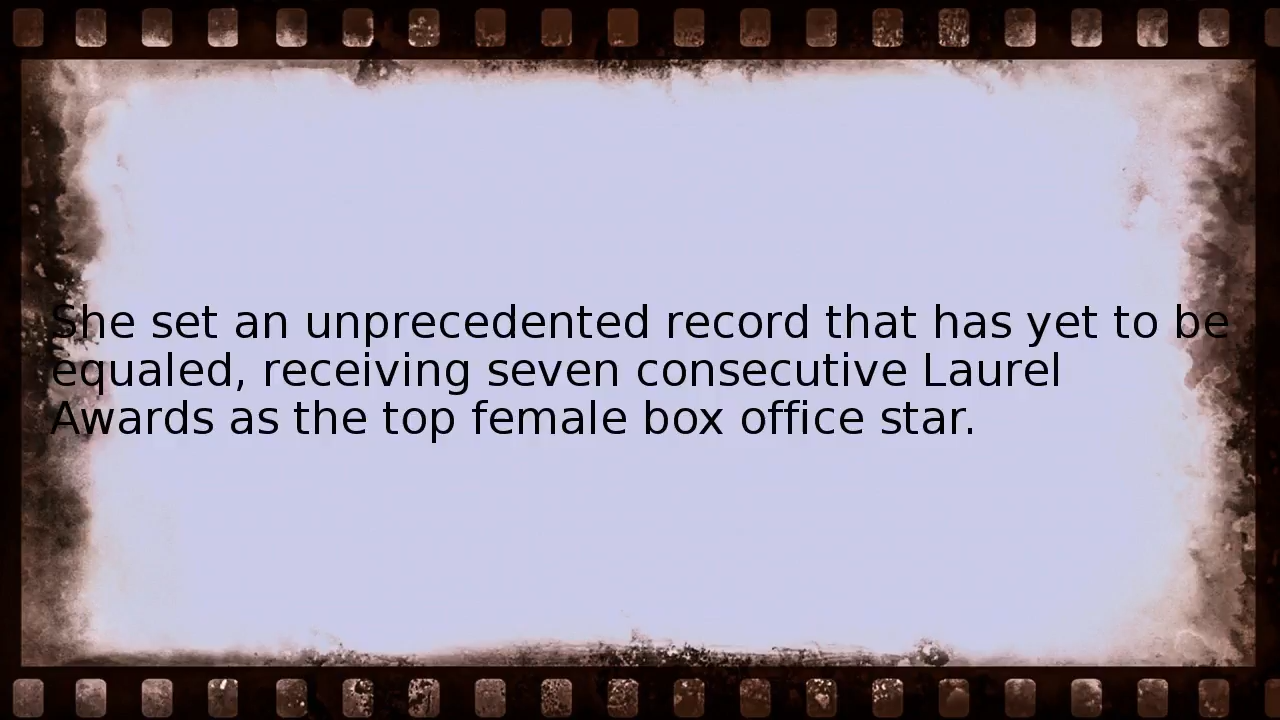 She set an unprecedented record that has yet to be
equaled, receiving seven consecutive Laurel
Awards as the top female box office star.